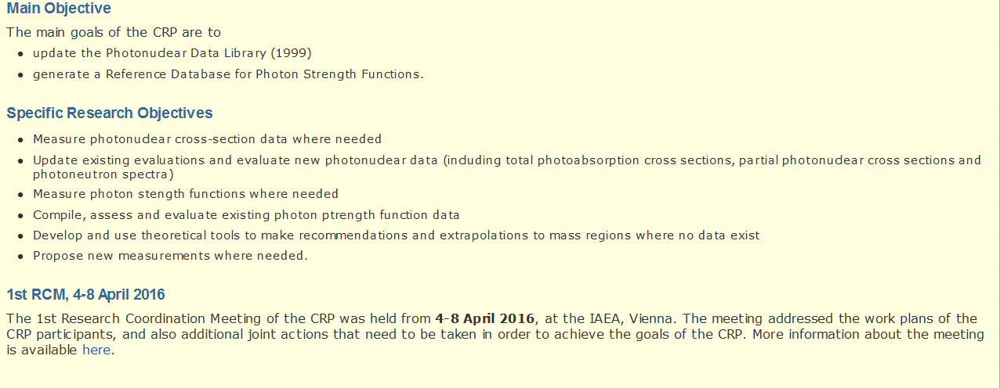 Main Objective
The main goals of the CRP are to
● update the Photonuclear Data Library (1999)
● generate a Reference Database for Photon Strength Functions.
Specific Research Objectives
● Measure photonuclear cross-section data where needed
● Update existing evaluations and evaluate new photonuclear data (including total photoabsorption cross sections, partial photonuclear cross sections and
photoneutron spectra)
● Measure photon stength functions where needed
● Compile, assess and evaluate existing photon ptrength function data
● Develop and use theoretical tools to make recommendations and extrapolations to mass regions where no data exist
● Propose new measurements where needed.
1st RCM, 4-8 April 2016
The 1st Research Coordination Meeting of the CRP was held from 4-8 April 2016, at the IAEA, Vienna. The meeting addressed the work plans of the
CRP participants, and also additional joint actions that need to be taken in order to achieve the goals of the CRP. More information about the meeting
is available here.